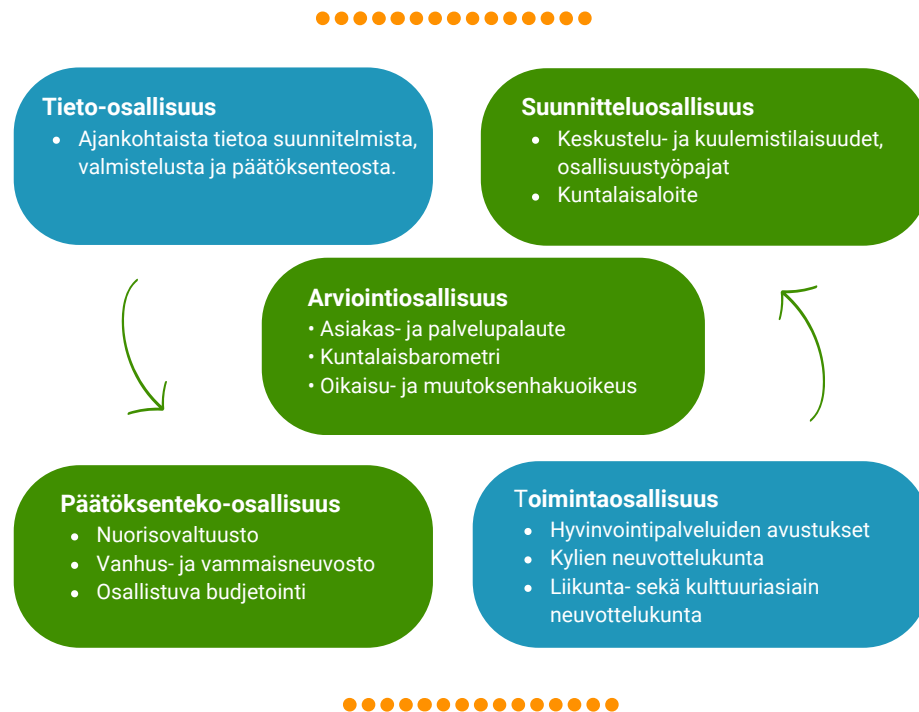 Tieto-osallisuus
• Ajankohtaista tietoa suunnitelmista,
valmistelusta ja päätöksenteosta.
Suunnitteluosallisuus
• Keskustelu- ja kuulemistilaisuudet,
osallisuustyöpajat
• Kuntalaisaloite
Arviointiosallisuus
• Asiakas- ja palvelupalaute
• Kuntalaisbarometri
• Oikaisu- ja muutoksenhakuoikeus
Päätöksenteko-osallisuus
• Nuorisovaltuusto
• Vanhus- ja vammaisneuvosto
• Osallistuva budjetointi
Toimintaosallisuus
• Hyvinvointipalveluiden avustukset
• Kylien neuvottelukunta
• Liikunta- sekä kulttuuriasiain
neuvottelukunta